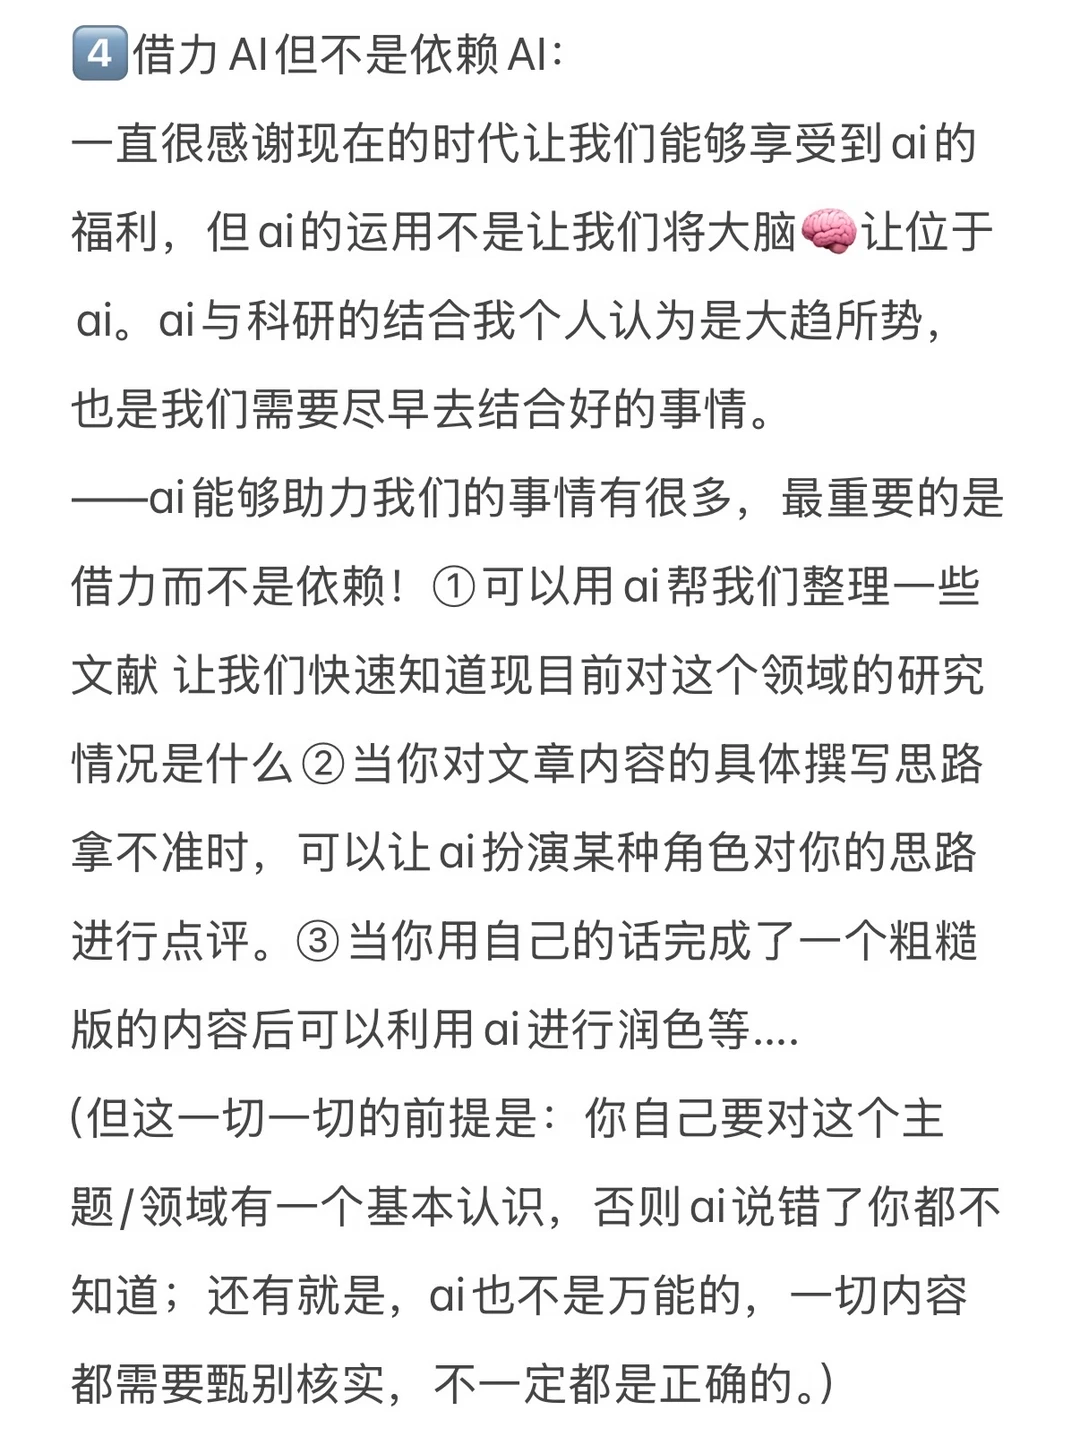 4️⃣借力AI但不是依赖AI：
一直很感谢现在的时代让我们能够享受到ai的
福利，但ai的运用不是让我们将大脑🧠让位于
ai。ai与科研的结合我个人认为是大趋所势，
也是我们需要尽早去结合好的事情。
——ai能够助力我们的事情有很多，最重要的是
借力而不是依赖！①可以用ai帮我们整理一些
文献 让我们快速知道现目前对这个领域的研究
情况是什么②当你对文章内容的具体撰写思路
拿不准时，可以让ai扮演某种角色对你的思路
进行点评。③当你用自己的话完成了一个粗糙
版的内容后可以利用ai进行润色等....
(但这一切一切的前提是：你自己要对这个主
题/领域有一个基本认识，否则ai说错了你都不
知道；还有就是，ai也不是万能的，一切内容
都需要甄别核实，不一定都是正确的。)